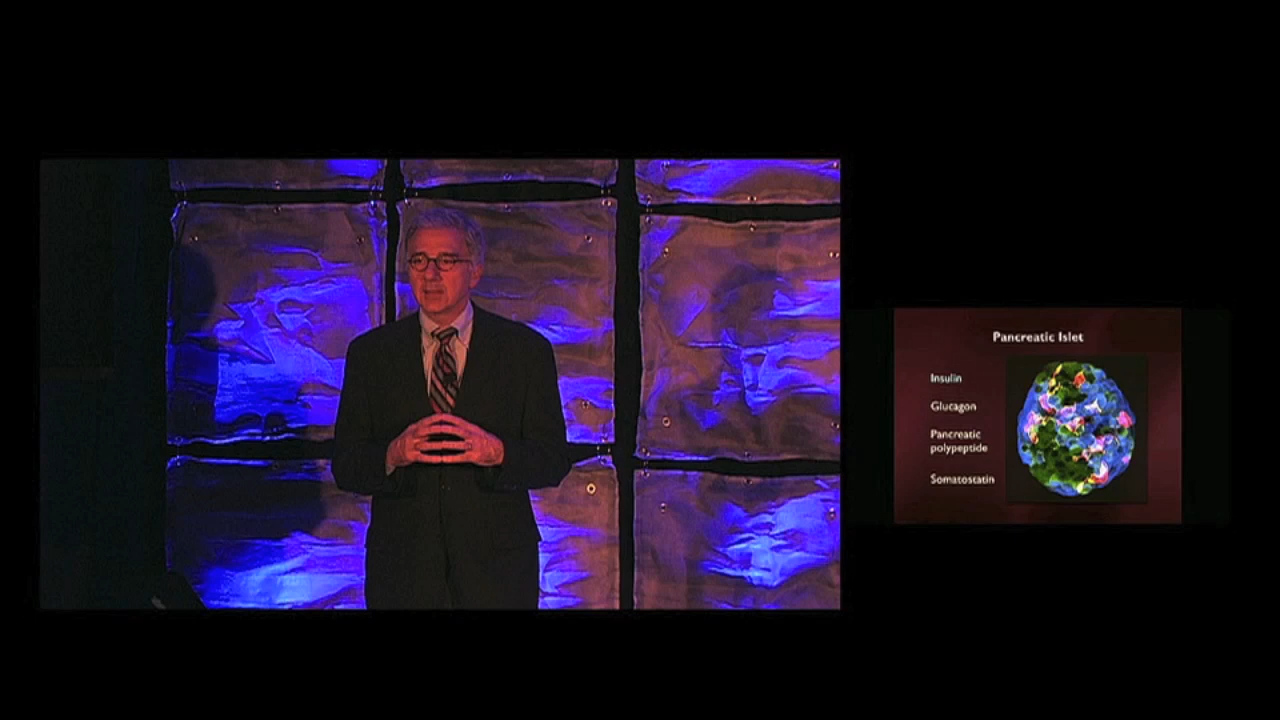 Pancreatic Islet
Insulin
Glucagon
Pancreatic
polypeptide
Somatostatin